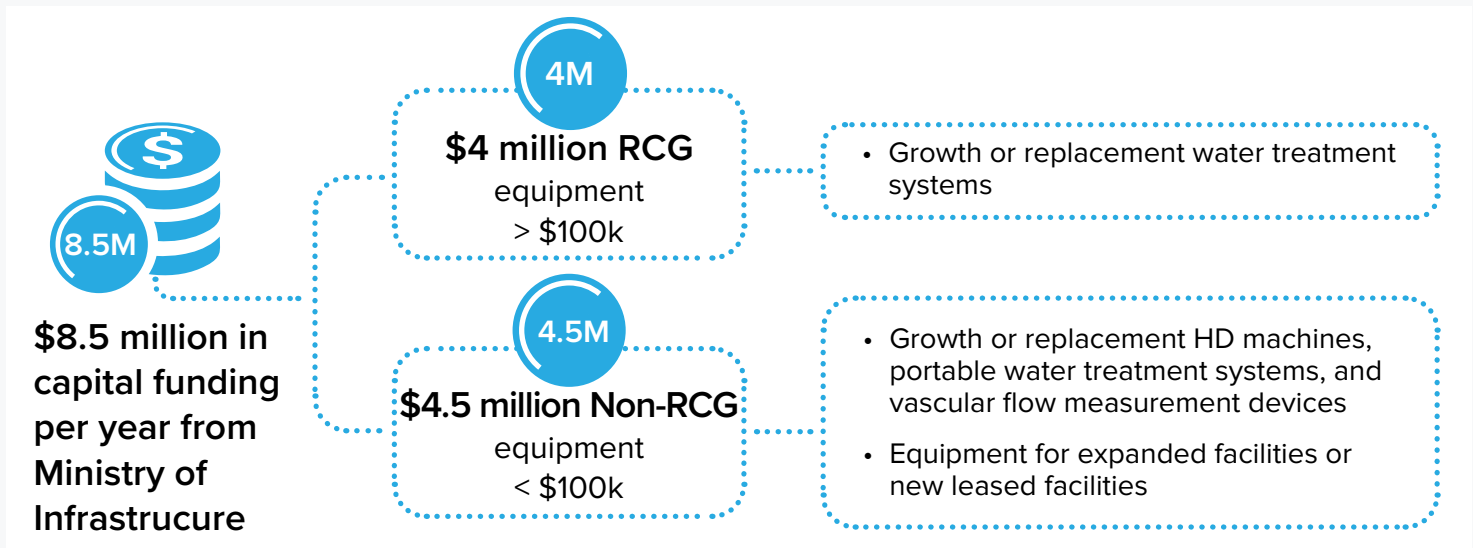 $
8.5M
$8.5 million in
capital funding
per year from
Ministry of
Infrastrucure
4M
$4 million RCG
equipment
> $100k
• Growth or replacement water treatment
systems
4.5M
$4.5 million Non-RCG
equipment
< $100k
• Growth or replacement HD machines,
portable water treatment systems, and
vascular flow measurement devices
• Equipment for expanded facilities or
new leased facilities